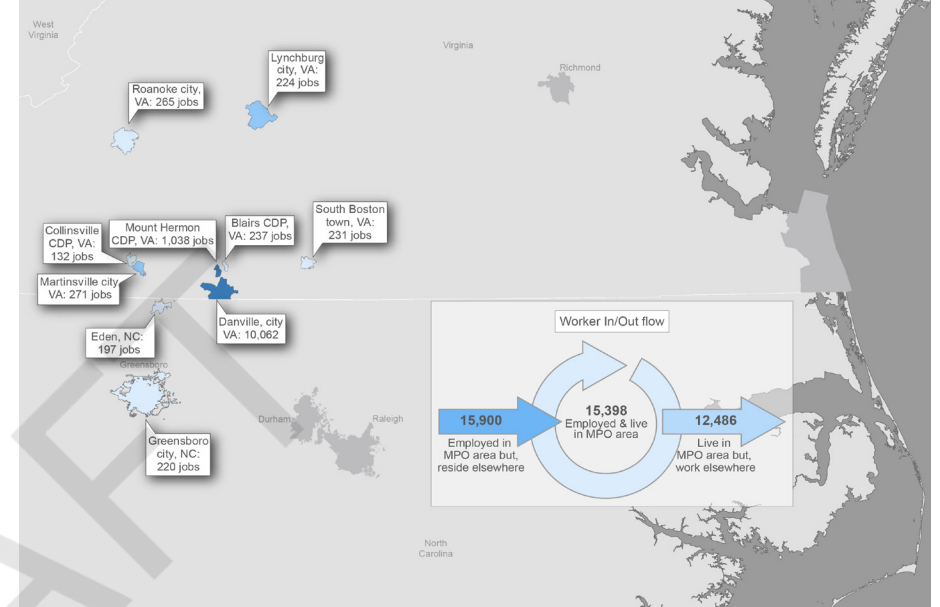 West
Virginia
Virginia
Richmond
Lynchburg
city, VA:
224 jobs
Roanoke city,
VA: 265 jobs
South Boston
town, VA:
231 jobs
Blairs CDP,
VA: 237 jobs
Mount Hermon
CDP, VA: 1,038 jobs
Collinsville
CDP, VA:
132 jobs
Martinsville city
VA: 271 jobs
Danville, city
VA: 10,062
Eden, NC:
197 jobs
Greensboro
Greensboro
city, NC:
220 jobs
Durham
Raleigh
North
Carolina
Worker In/Out flow
15,900
Employed in
MPO area but,
reside elsewhere
15,398
Employed & live
in MPO area
12,486
Live in
MPO area but,
work elsewhere